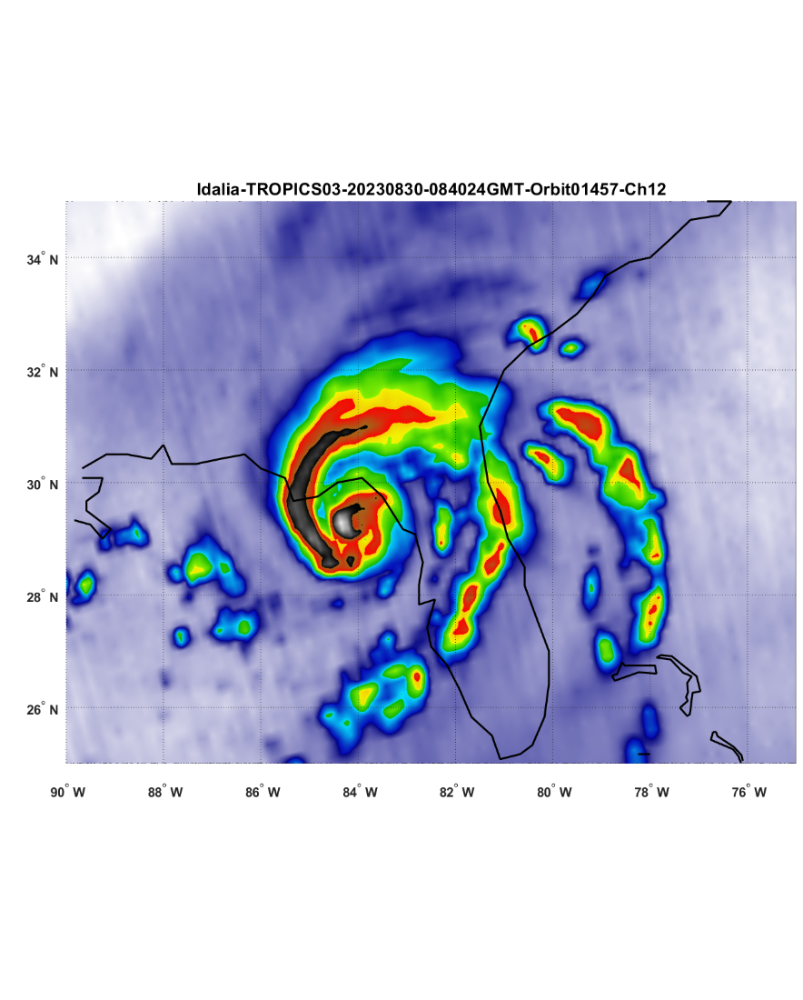 Idalia-TROPICS03-20230830-084024GMT-Orbit01457-Ch12
34° N
32° N
30° N
28° N
26° N
90° W 88° W 86° W 84° W 82° W 80° W 78° W 76° W